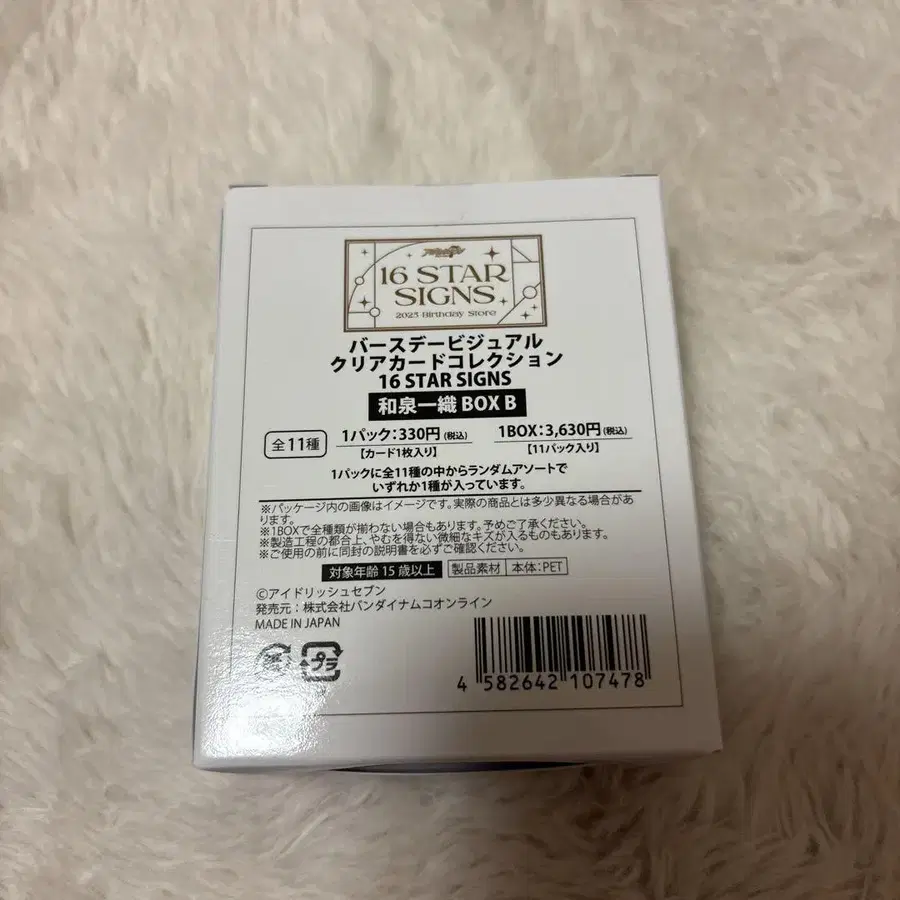 16 STAR
SIGNS
2023 Birthday Store
バースデービジュアル
クリアカードコレクション
16 STAR SIGNS
和泉一織 BOX B
全11種
1パック:330円(税込)
【カード1枚入り】
1BOX:3,630円(税込)
【11パック入り】
1パックに全11種の中からランダムアソートで
いずれか1種が入っています。
※パッケージ内の画像はイメージです。実際の商品とは多少異なる場合があ
ります。
※1BOXで全種類が揃わない場合もあります。予めご了承ください。
※製造工程の都合上、やむを得ない微細なキズが入るものもあります。
※ご使用の前に同封の説明書を必ずご確認ください。
対象年齢 15歳以上 製品素材 本体:PET
©アイドリッシュセブン
発売元:株式会社バンダイナムコオンライン
MADE IN JAPAN
プラ
4 582642 107478